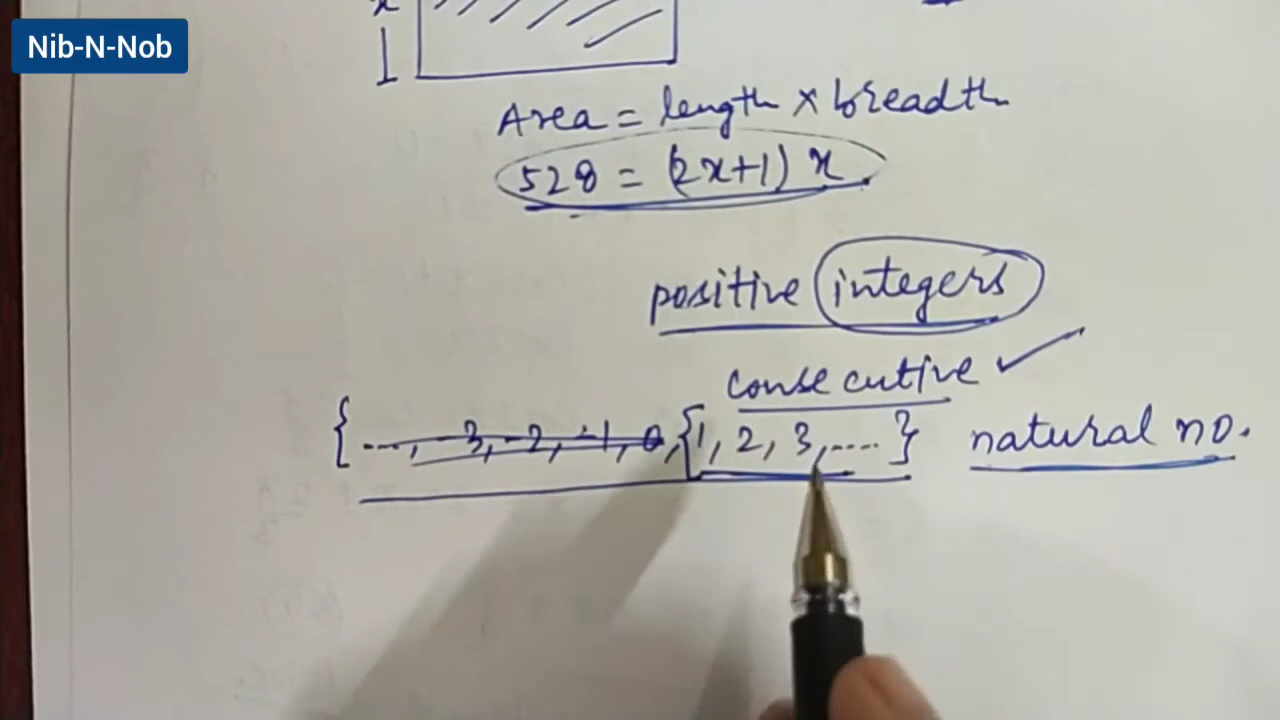 Nib-N-Nob
x
Area = length × breadth
528 = (2x+1) x
positive integers
consecutive ✓
{ ..., -3, -2, -1, 0, {1, 2, 3, .... } natural no.